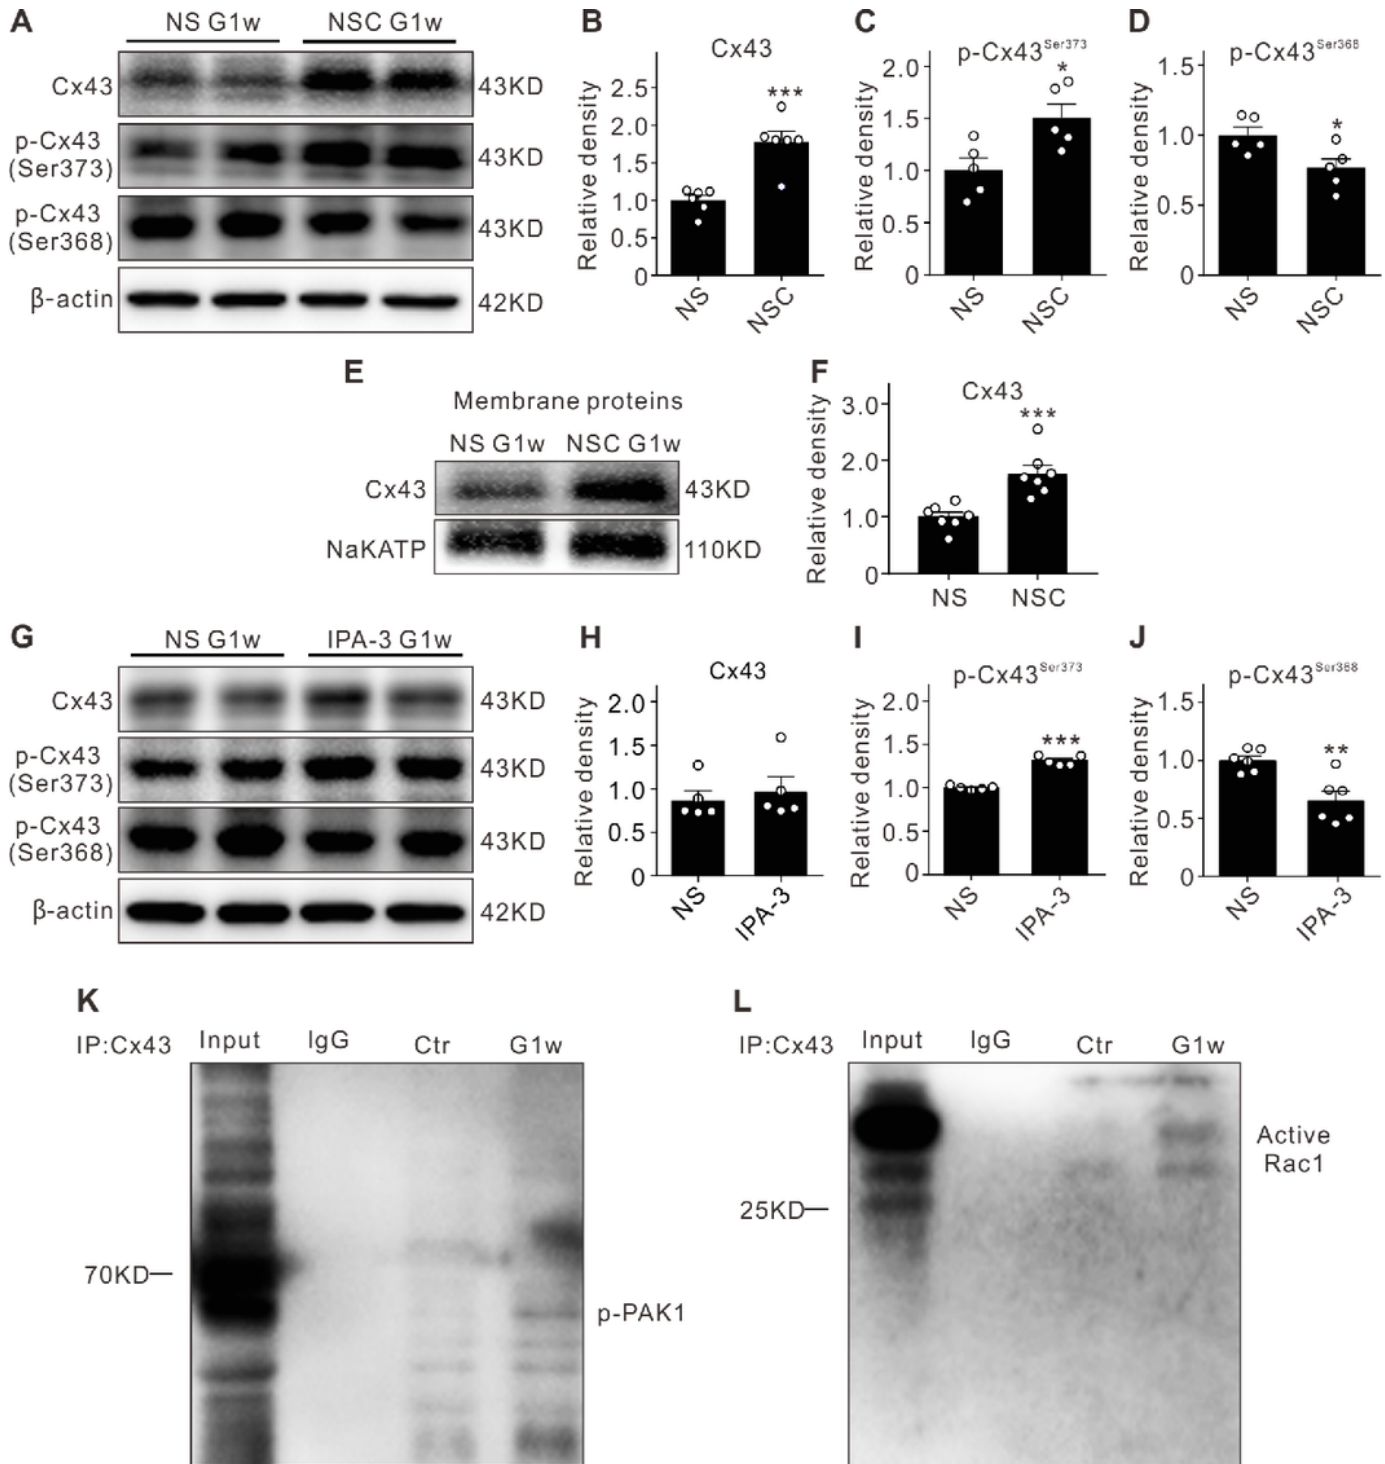 A
NS G1w
NSC G1w
Cx43
43KD
p-Cx43
(Ser373)
43KD
p-Cx43
(Ser368)
43KD
β-actin
42KD
B
Cx43
Relative density
2.5
2.0
1.5
1.0
0.5
0
***
NS
NSC
C
p-Cx43Ser373
Relative density
2.0
1.5
1.0
0.5
0
*
NS
NSC
D
p-Cx43Ser368
Relative density
1.5
1.0
0.5
0
*
NS
NSC
E
Membrane proteins
NS G1w
NSC G1w
Cx43
43KD
NaKATP
110KD
F
Cx43
Relative density
3.0
2.0
1.0
0
***
NS
NSC
G
NS G1w
IPA-3 G1w
Cx43
43KD
p-Cx43
(Ser373)
43KD
p-Cx43
(Ser368)
43KD
β-actin
42KD
H
Cx43
Relative density
2.0
1.5
1.0
0.5
0
NS
IPA-3
I
p-Cx43Ser373
Relative density
2.0
1.5
1.0
0.5
0
***
NS
IPA-3
J
p-Cx43Ser368
Relative density
1.5
1.0
0.5
0
**
NS
IPA-3
K
IP:Cx43
Input
IgG
Ctr
G1w
70KD
p-PAK1
L
IP:Cx43
Input
IgG
Ctr
G1w
Active
Rac1
25KD